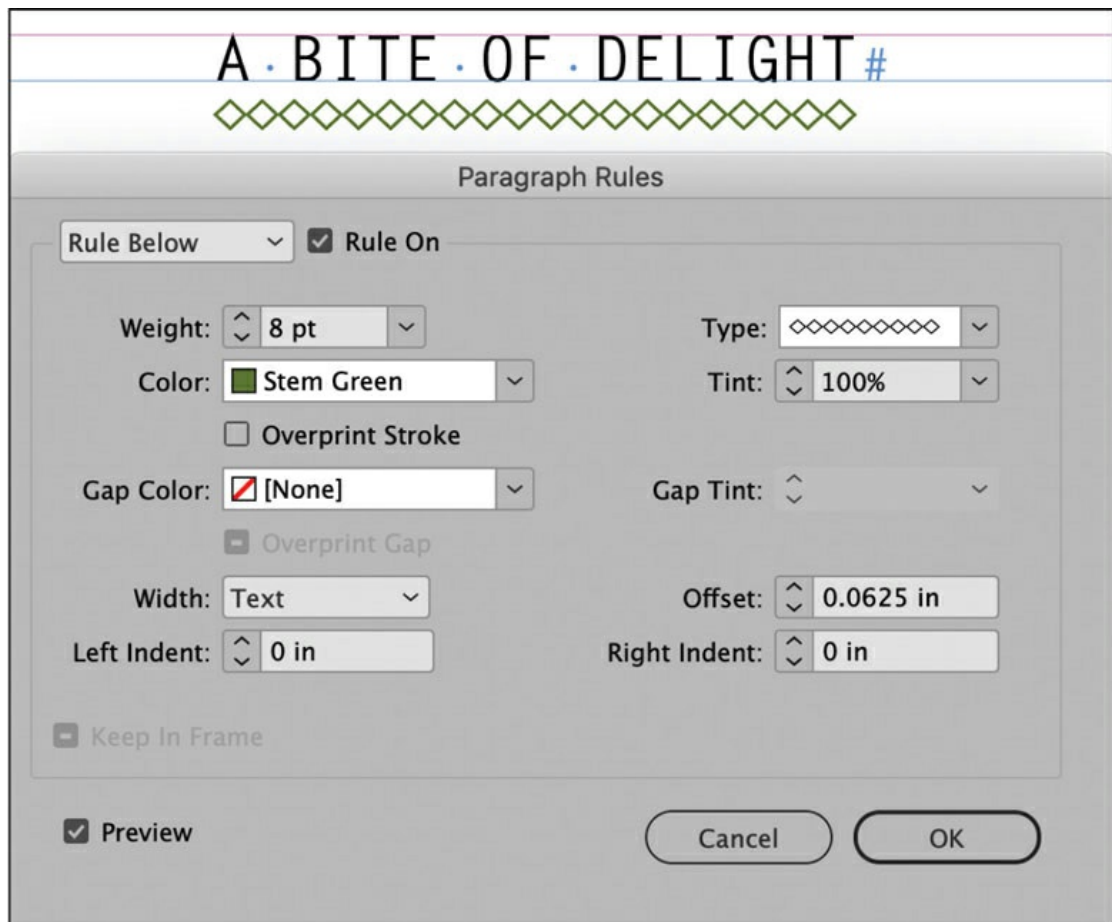 A · BITE · OF · DELIGHT#
Paragraph Rules
Rule Below Rule On
Weight: 8 pt Type:
Color: Stem Green Tint: 100%
Overprint Stroke
Gap Color: [None] Gap Tint:
Overprint Gap
Width: Text Offset: 0.0625 in
Left Indent: 0 in Right Indent: 0 in
Keep In Frame
Preview Cancel OK